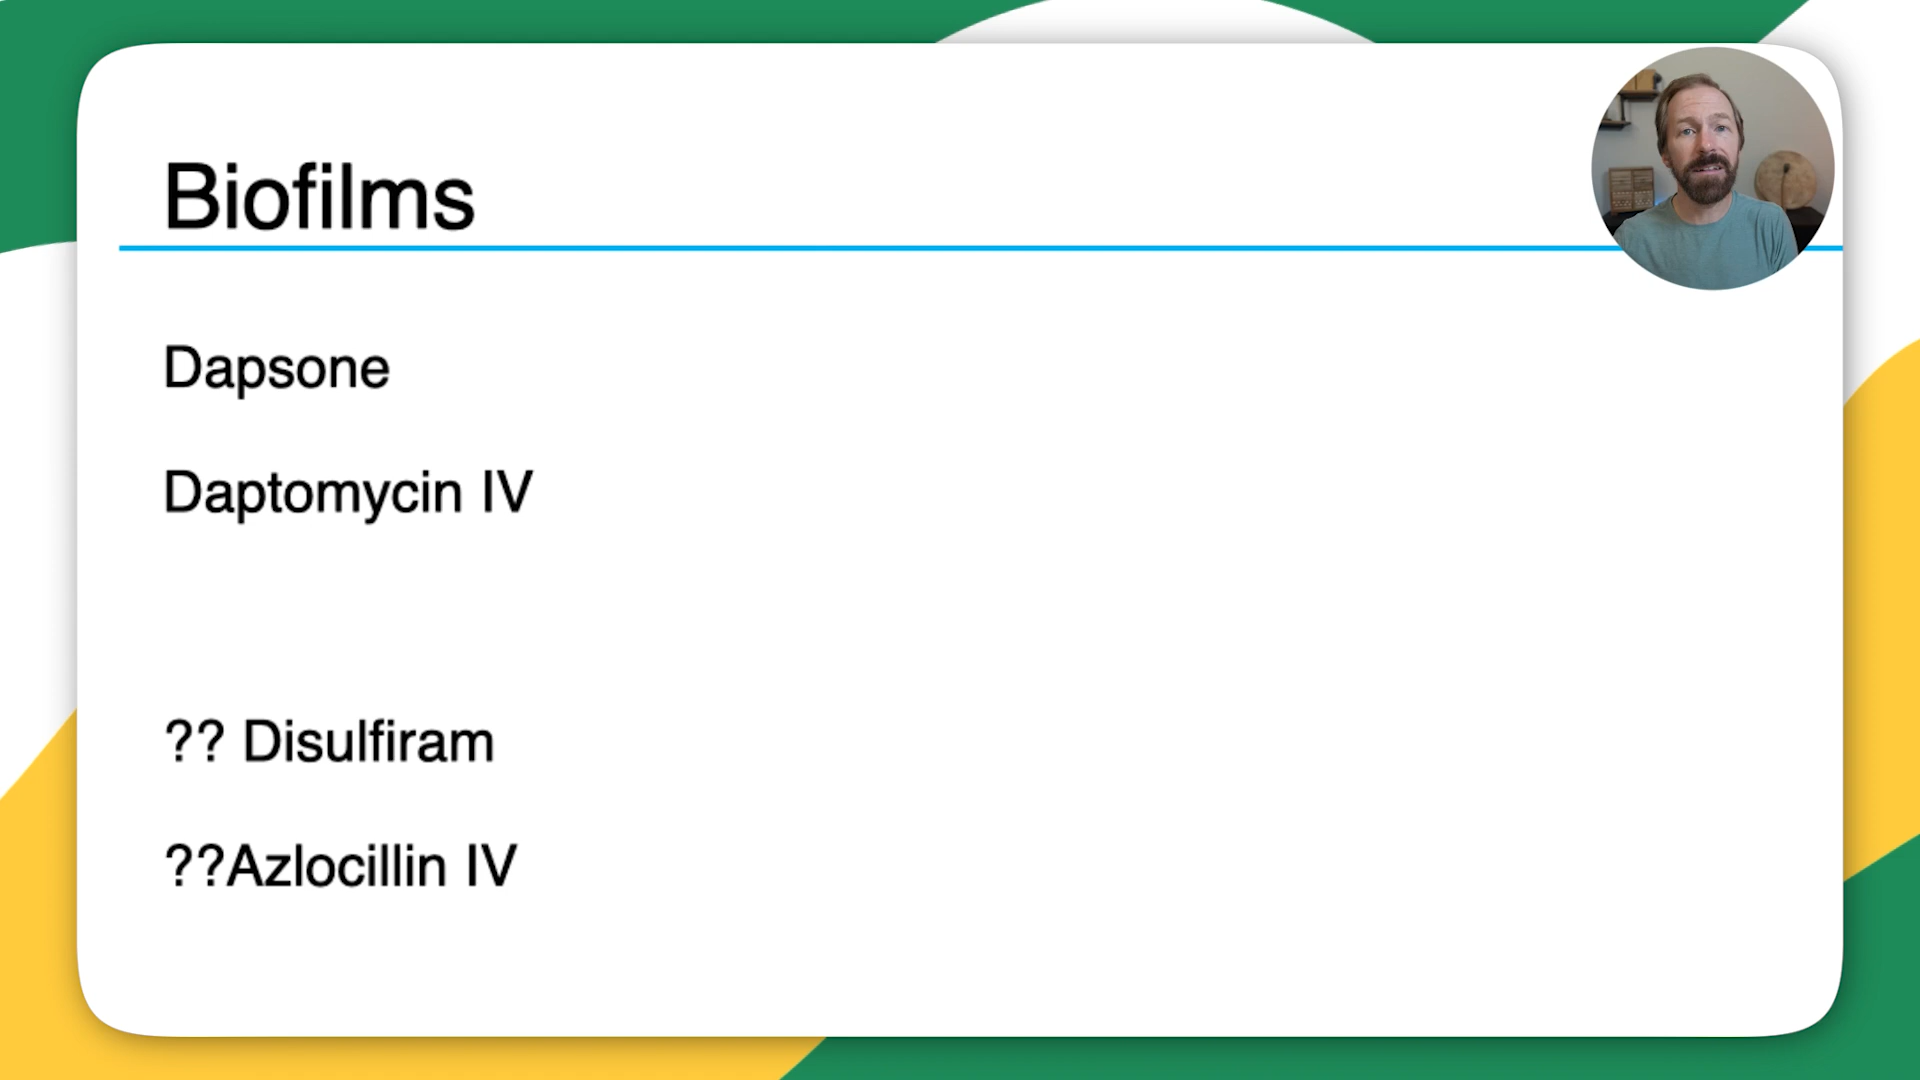 Biofilms
Dapsone
Daptomycin IV
?? Disulfiram
??Azlocillin IV